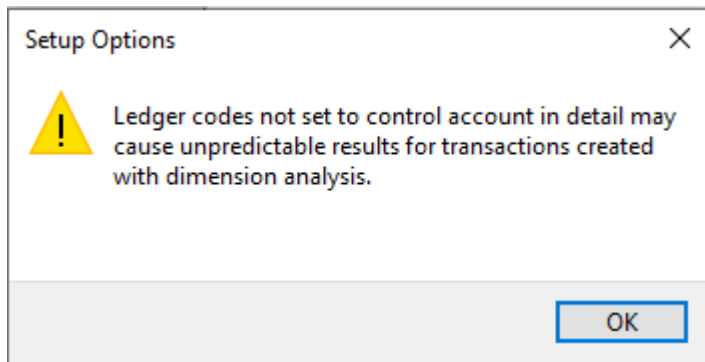 Setup Options
Ledger codes not set to control account in detail may
cause unpredictable results for transactions created
with dimension analysis.
OK